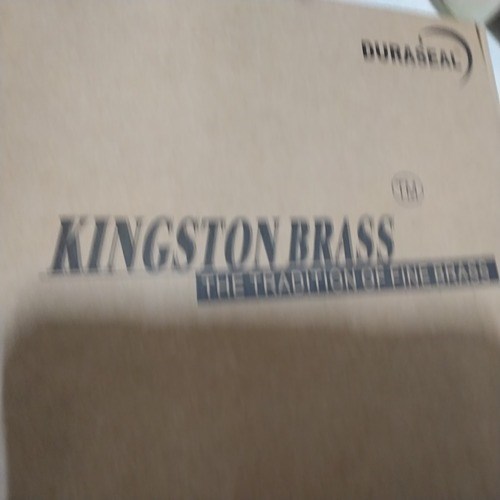 DURASEAL
TM
KINGSTON BRASS
THE TRADITION OF FINE BRASS